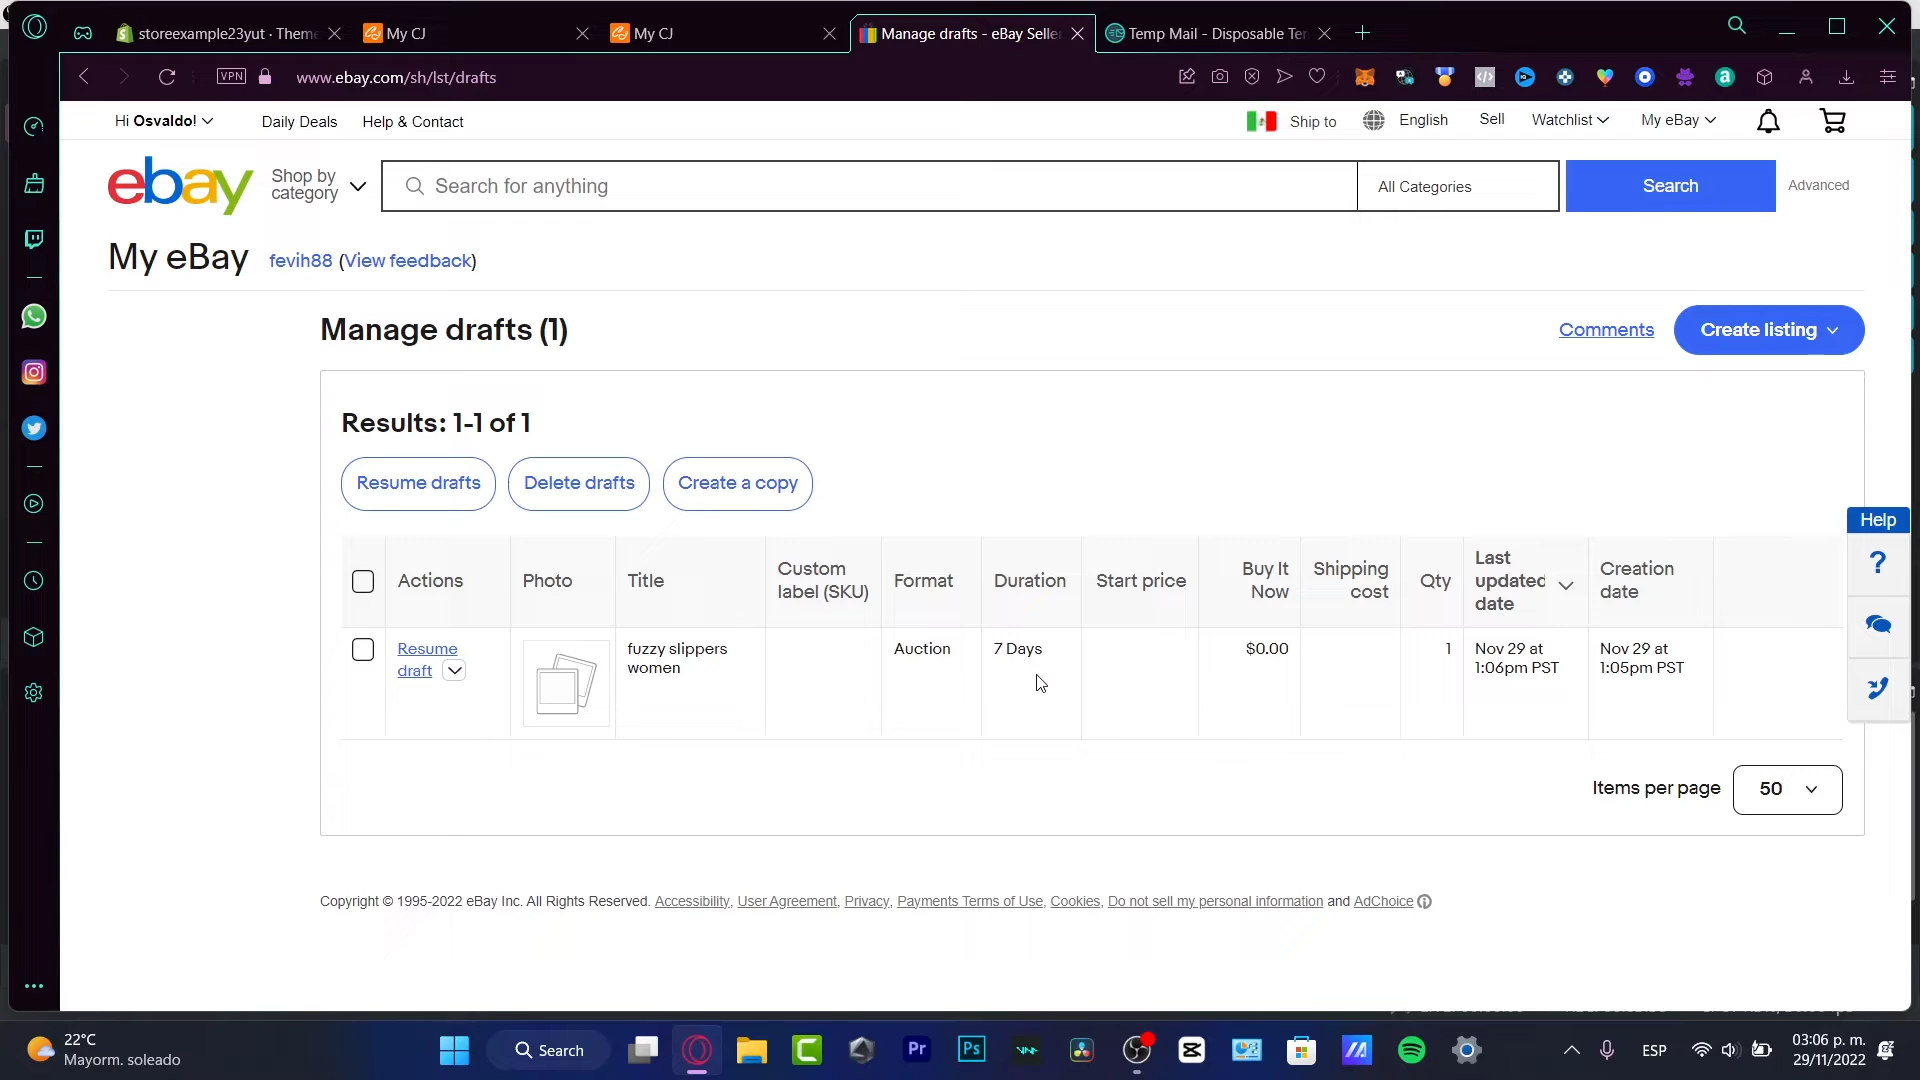 storeexample23yut · Theme
My CJ
My CJ
Manage drafts - eBay Selle
Temp Mail - Disposable Te
VPN
www.ebay.com/sh/lst/drafts
Hi Osvaldo!
Daily Deals
Help & Contact
Ship to
English
Sell
Watchlist
My eBay
ebay
Shop by
category
Search for anything
All Categories
Search
Advanced
My eBay
fevih88 (View feedback)
Manage drafts (1)
Comments
Create listing
Results: 1-1 of 1
Resume drafts
Delete drafts
Create a copy
Help
?
Actions
Photo
Title
Custom
label (SKU)
Format
Duration
Start price
Buy It
Now
Shipping
cost
Qty
Last
updated
date
Creation
date
Resume
draft
fuzzy slippers
women
Auction
7 Days
$0.00
1
Nov 29 at
1:06pm PST
Nov 29 at
1:05pm PST
Items per page
50
Copyright © 1995-2022 eBay Inc. All Rights Reserved. Accessibility, User Agreement, Privacy, Payments Terms of Use, Cookies, Do not sell my personal information and AdChoice
22°C
Mayorm. soleado
Search
Pr
Ps
ESP
03:06 p. m.
29/11/2022